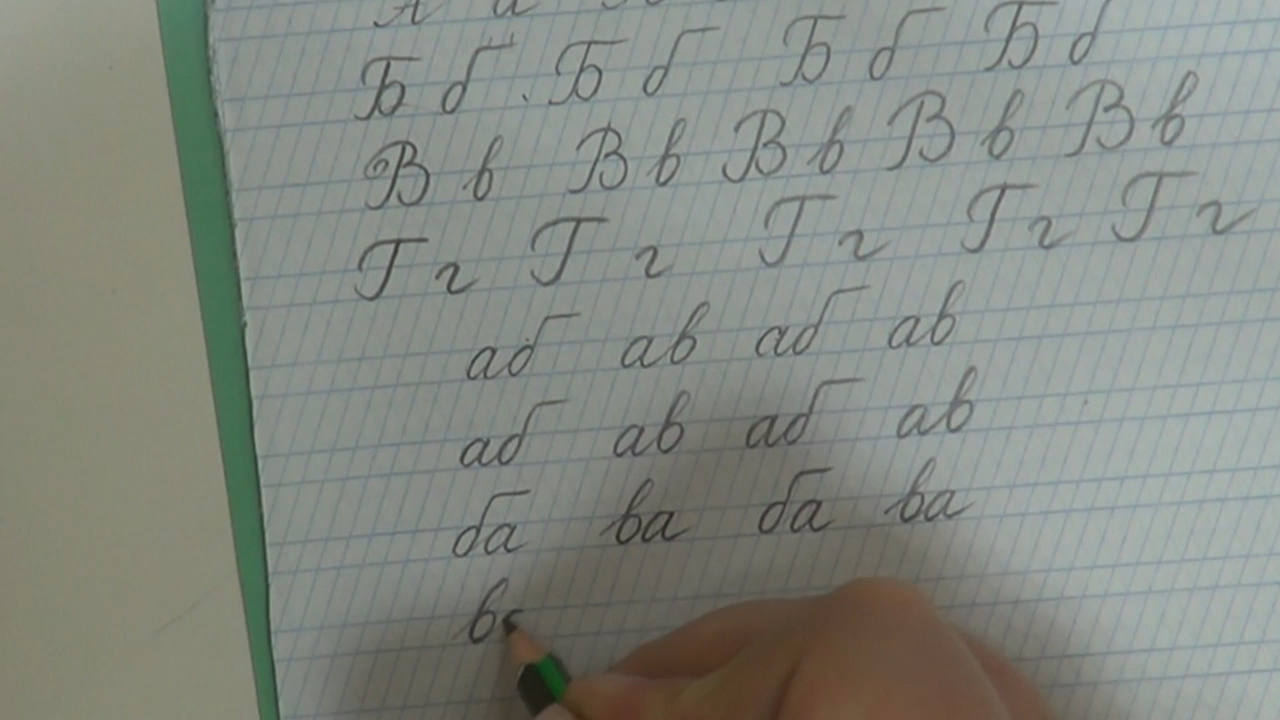 Б б. Б б Б б Б б
В в В в В в В в В в
Г г Г г Г г Г г Г г
аб ав аб ав
аб ав аб ав
ба ва ба ва
в